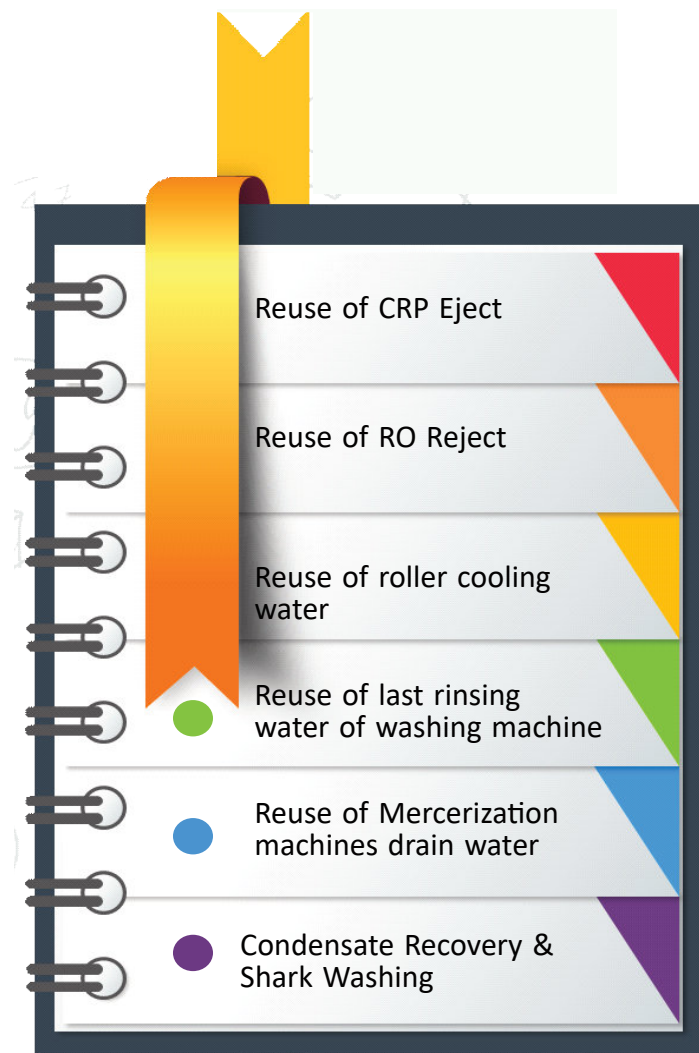 Reuse of CRP Eject
Reuse of RO Reject
Reuse of roller cooling
water
Reuse of last rinsing
water of washing machine
Reuse of Mercerization
machines drain water
Condensate Recovery &
Shark Washing